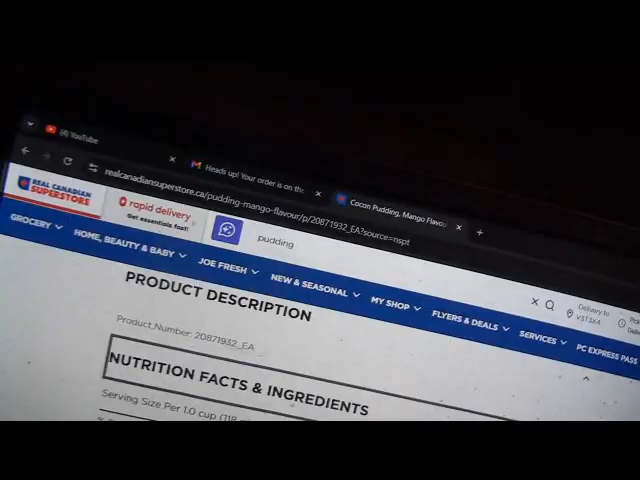 (4) YouTube
Heads up! Your order is on the
Cocon Pudding, Mango Flavou
realcanadiansuperstore.ca/pudding-mango-flavour/p/20871932_EA?source=nspt
REAL CANADIAN
SUPERSTORE
rapid delivery
Get essentials fast!
pudding
Delivery to
V5T3X4
GROCERY
HOME, BEAUTY & BABY
JOE FRESH
NEW & SEASONAL
MY SHOP
FLYERS & DEALS
SERVICES
PC EXPRESS PASS
PRODUCT DESCRIPTION
Product Number: 20871932_EA
NUTRITION FACTS & INGREDIENTS
Serving Size Per 1.0 cup (118